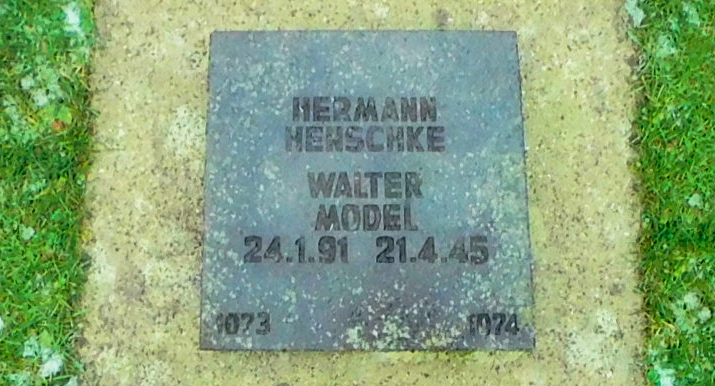 HERMANN
HENSCHKE
WALTER
MODEL
24.1.91 21.4.45
1073 1074